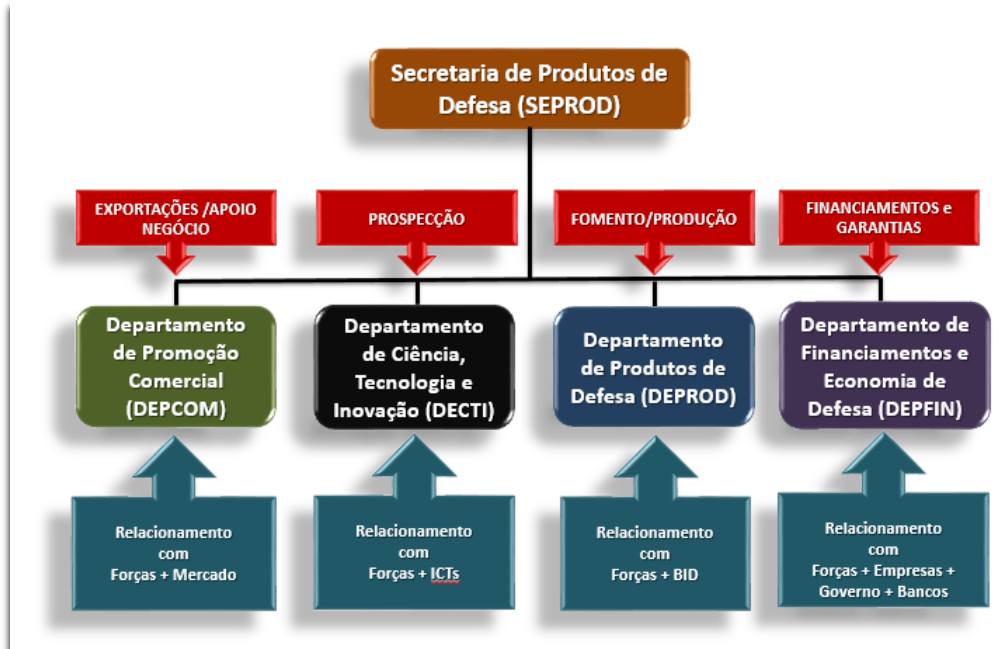 Secretaria de Produtos de
Defesa (SEPROD)
EXPORTAÇÕES /APOIO
NEGÓCIO
PROSPECÇÃO
FOMENTO/PRODUÇÃO
FINANCIAMENTOS e
GARANTIAS
Departamento
de Promoção
Comercial
(DEPCOM)
Departamento
de Ciência,
Tecnologia e
Inovação (DECTI)
Departamento
de Produtos de
Defesa (DEPROD)
Departamento de
Financiamentos e
Economia de
Defesa (DEPFIN)
Relacionamento
com
Forças + Mercado
Relacionamento
com
Forças + ICTs
Relacionamento
com
Forças + BID
Relacionamento
com
Forças + Empresas +
Governo + Bancos